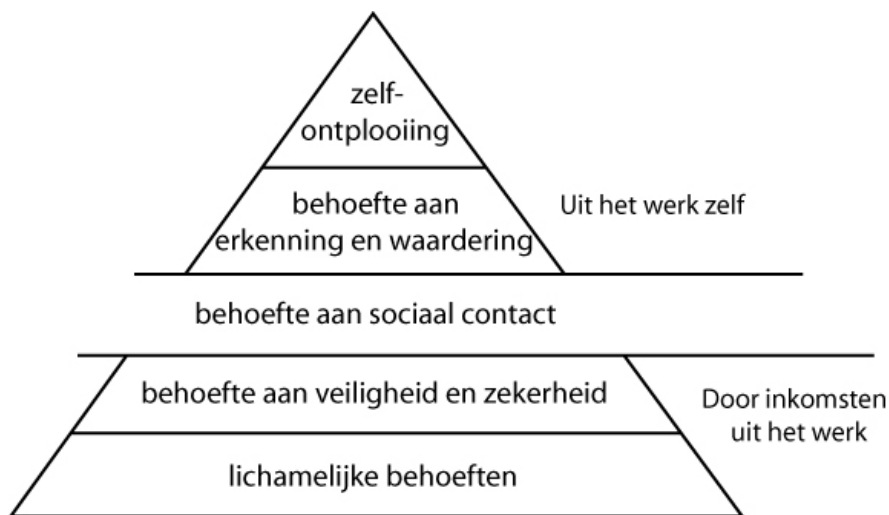 zelf-
ontplooiing
behoefte aan
erkenning en waardering
Uit het werk zelf
behoefte aan sociaal contact
behoefte aan veiligheid en zekerheid
Door inkomsten
uit het werk
lichamelijke behoeften